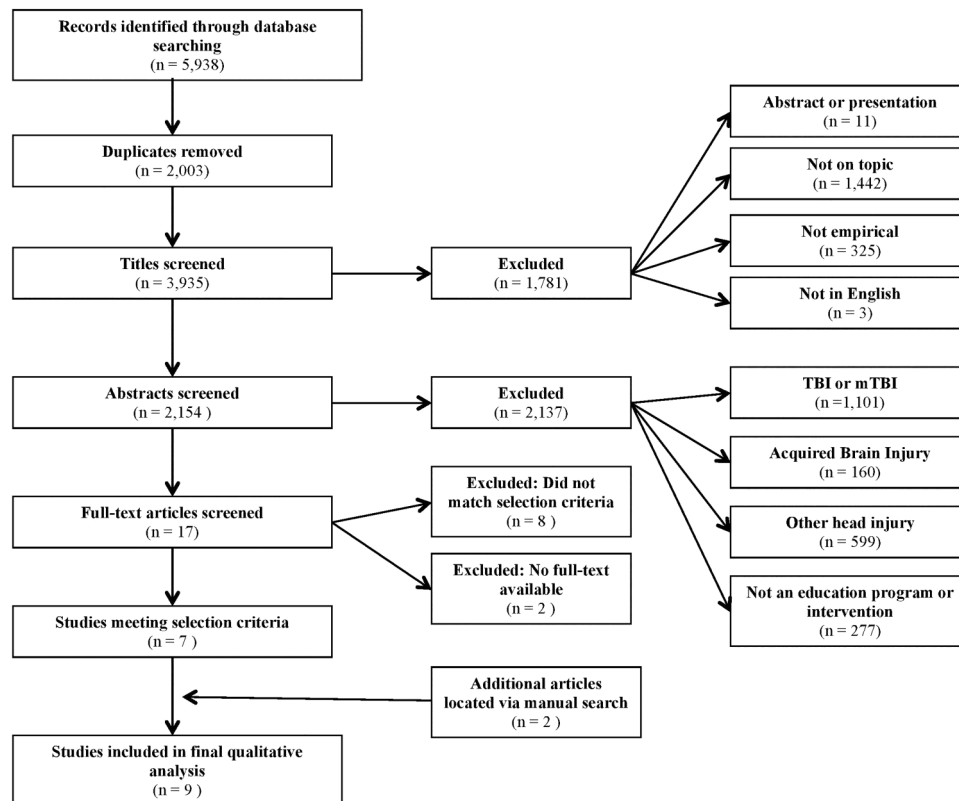 Records identified through database
searching
(n = 5,938)
Duplicates removed
(n = 2,003)
Titles screened
(n = 3,935)
Excluded
(n = 1,781)
Abstract or presentation
(n = 11)
Not on topic
(n = 1,442)
Not empirical
(n = 325)
Not in English
(n = 3)
Abstracts screened
(n = 2,154 )
Excluded
(n = 2,137)
TBI or mTBI
(n =1,101)
Acquired Brain Injury
(n = 160)
Other head injury
(n = 599)
Not an education program or
intervention
(n = 277)
Full-text articles screened
(n = 17)
Excluded: Did not
match selection criteria
(n = 8 )
Excluded: No full-text
available
(n = 2 )
Studies meeting selection criteria
(n = 7 )
Additional articles
located via manual search
(n = 2 )
Studies included in final qualitative
analysis
(n = 9 )